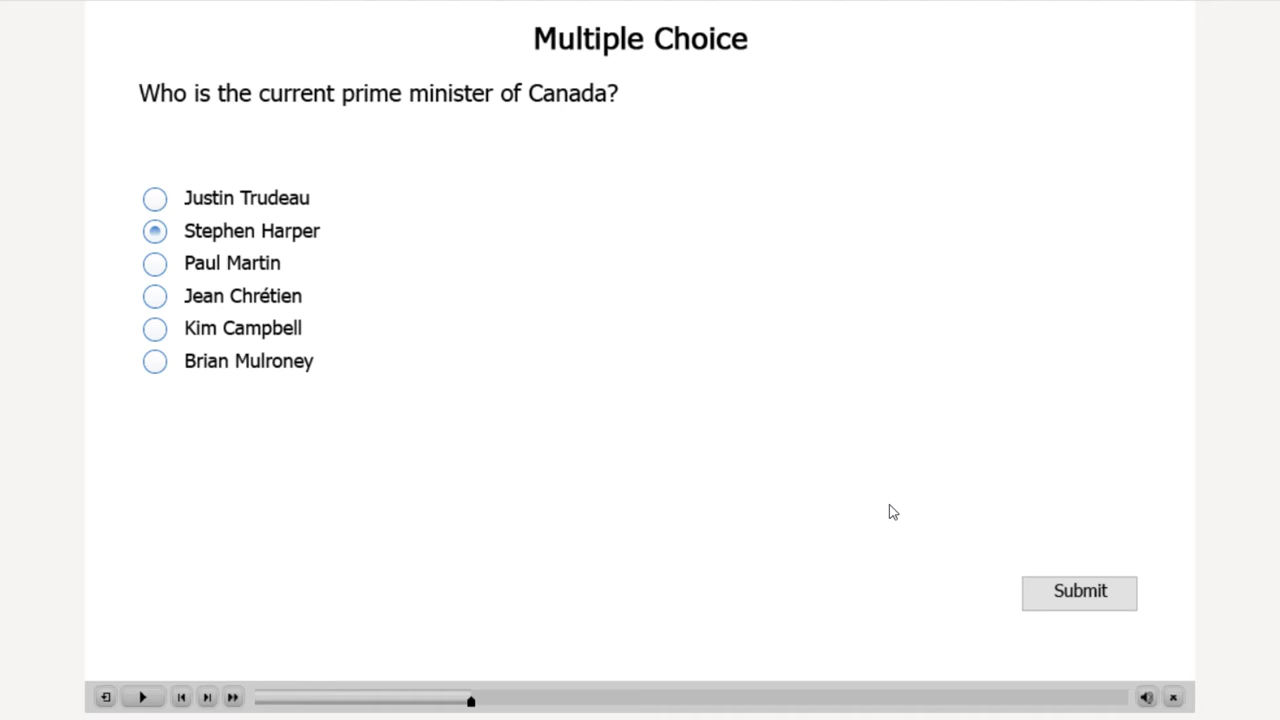 Multiple Choice
Who is the current prime minister of Canada?
Justin Trudeau
Stephen Harper
Paul Martin
Jean Chrétien
Kim Campbell
Brian Mulroney
Submit